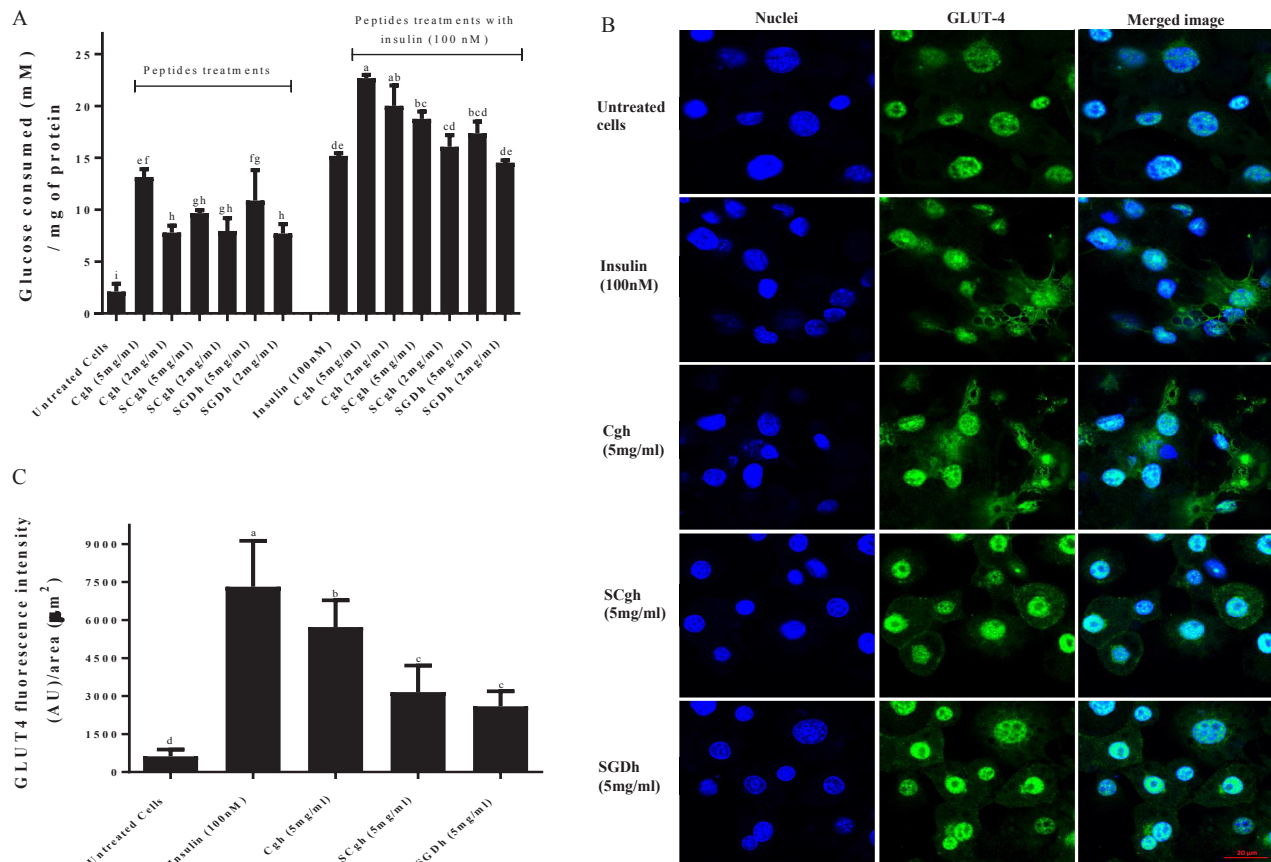 A
Peptides treatments with
insulin (100 nM)
Peptides treatments
Glucose consumed (mM)
/ mg of protein
25
20
15
10
5
0
i
ef
h
gh
gh
fg
h
de
a
ab
bc
cd
bcd
de
Untreated Cells
Cgh (5mg/ml)
Cgh (2mg/ml)
SCgh (5mg/ml)
SCgh (2mg/ml)
SGDh (5mg/ml)
SGDh (2mg/ml)
Insulin (100nM)
Cgh (5mg/ml)
Cgh (2mg/ml)
SCgh (5mg/ml)
SCgh (2mg/ml)
SGDh (5mg/ml)
SGDh (2mg/ml)
B
Nuclei GLUT-4 Merged image
Untreated
cells
Insulin
(100nM)
Cgh
(5mg/ml)
SCgh
(5mg/ml)
SGDh
(5mg/ml)
20 μm
C
GLUT4 fluorescence intensity
(AU)/area (m²)
9000
7500
6000
4500
3000
1500
0
d
a
b
c
c
Untreated Cells
Insulin (100nM)
Cgh (5mg/ml)
SCgh (5mg/ml)
SGDh (5mg/ml)